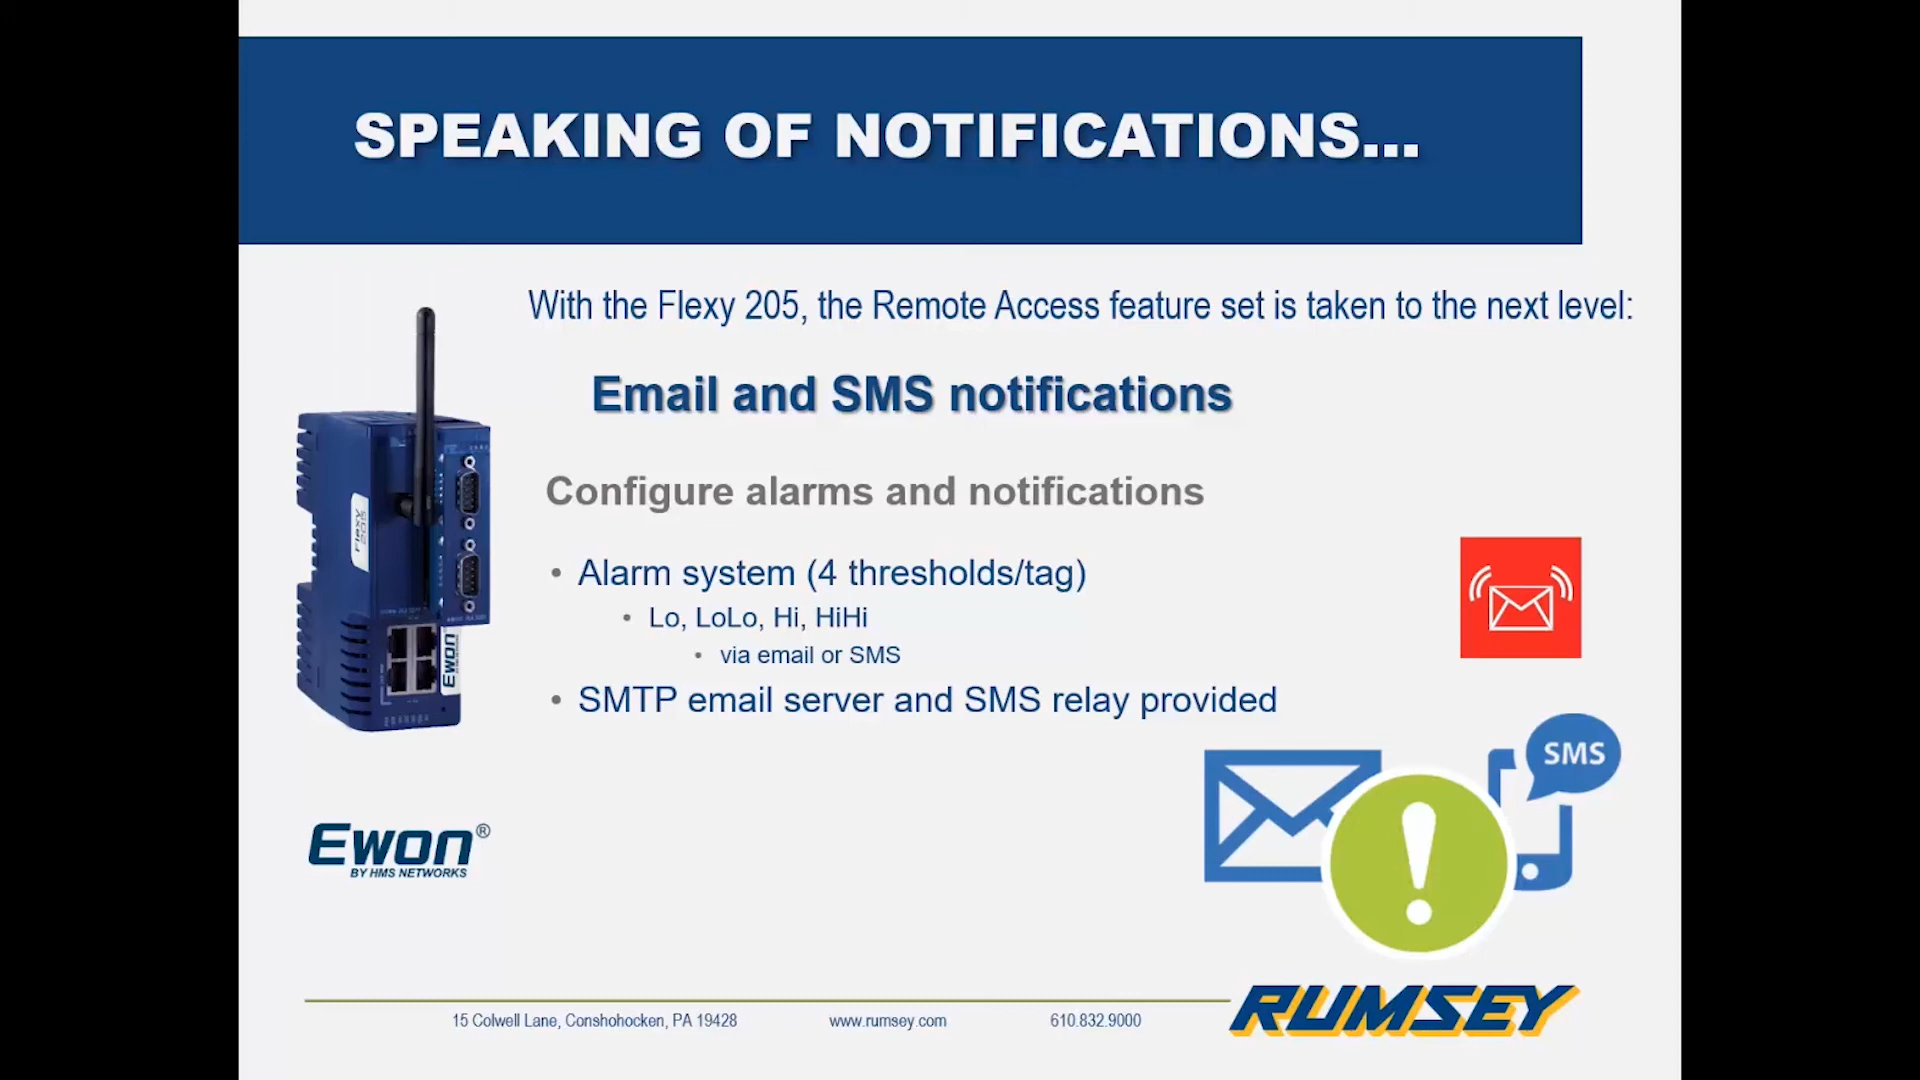 SPEAKING OF NOTIFICATIONS...
With the Flexy 205, the Remote Access feature set is taken to the next level:
Email and SMS notifications
Configure alarms and notifications
• Alarm system (4 thresholds/tag)
• Lo, LoLo, Hi, HiHi
• via email or SMS
• SMTP email server and SMS relay provided
Flexy
205
Ewon
SMS
!
Ewon®
BY HMS NETWORKS
RUMSEY
15 Colwell Lane, Conshohocken, PA 19428
www.rumsey.com
610.832.9000